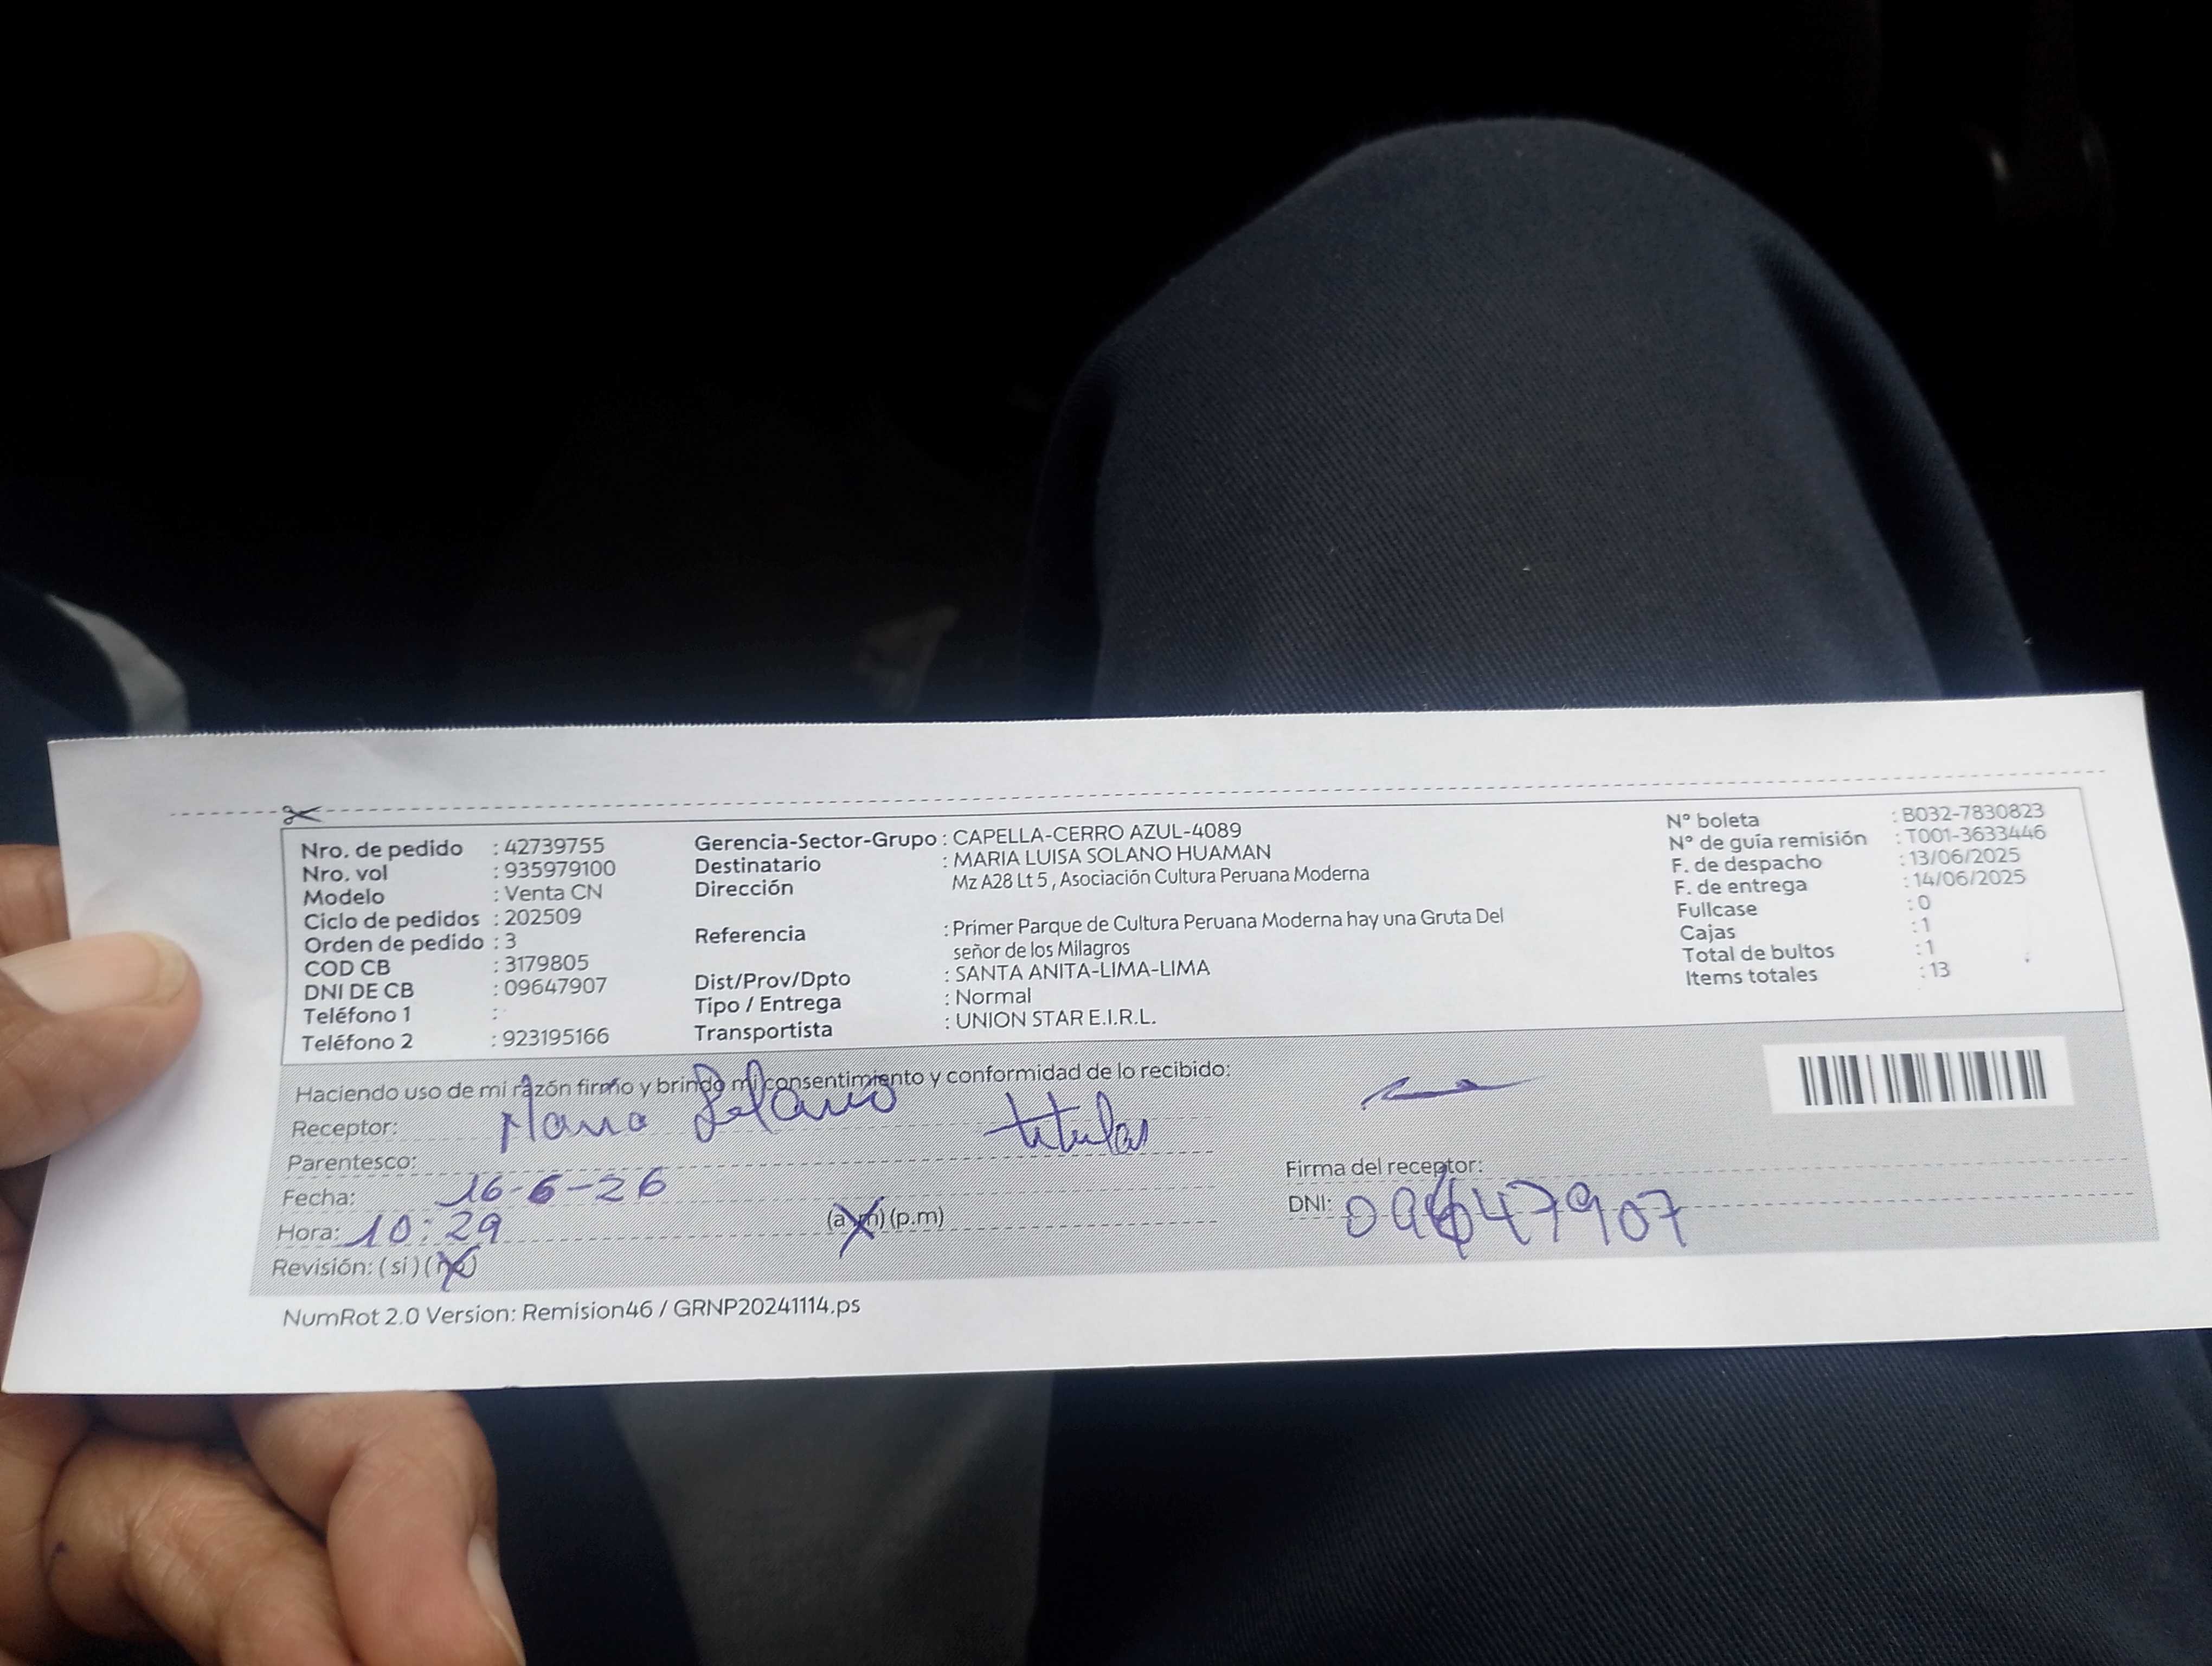 Nro. de pedido : 42739755
Nro. vol : 935979100
Modelo : Venta CN
Ciclo de pedidos : 202509
Orden de pedido : 3
COD CB : 3179805
DNI DE CB : 09647907
Teléfono 1 :
Teléfono 2 : 923195166
Gerencia-Sector-Grupo : CAPELLA-CERRO AZUL-4089
Destinatario : MARIA LUISA SOLANO HUAMAN
Dirección Mz A28 Lt 5 , Asociación Cultura Peruana Moderna
Referencia : Primer Parque de Cultura Peruana Moderna hay una Gruta Del
señor de los Milagros
Dist/Prov/Dpto : SANTA ANITA-LIMA-LIMA
Tipo / Entrega : Normal
Transportista : UNION STAR E.I.R.L.
N° boleta : B032-7830823
N° de guía remisión : T001-3633446
F. de despacho : 13/06/2025
F. de entrega : 14/06/2025
Fullcase : 0
Cajas : 1
Total de bultos : 1
Items totales : 13
Haciendo uso de mi razón firmo y brindo mi consentimiento y conformidad de lo recibido:
Receptor: Maria Solano titular
Parentesco:
Fecha: 16-6-26
Hora: 10:29 (a.m) (p.m)
Revisión: ( si ) (no)
Firma del receptor:
DNI: 09647907
NumRot 2.0 Version: Remision46 / GRNP20241114.ps